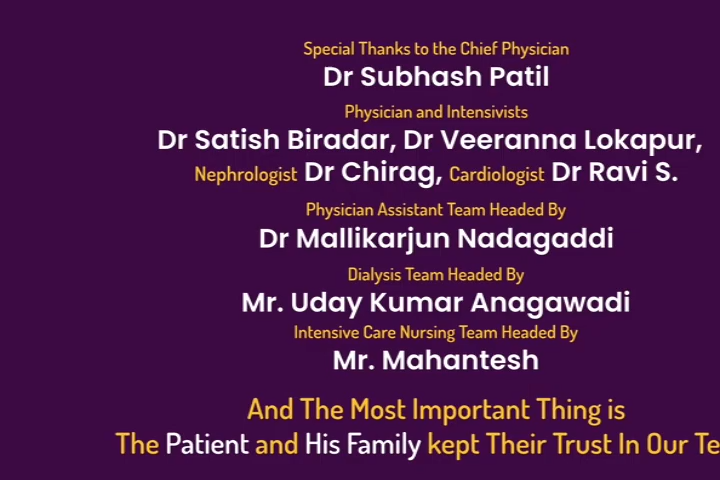 Special Thanks to the Chief Physician
Dr Subhash Patil
Physician and Intensivists
Dr Satish Biradar, Dr Veeranna Lokapur,
Nephrologist Dr Chirag, Cardiologist Dr Ravi S.
Physician Assistant Team Headed By
Dr Mallikarjun Nadagaddi
Dialysis Team Headed By
Mr. Uday Kumar Anagawadi
Intensive Care Nursing Team Headed By
Mr. Mahantesh
And The Most Important Thing is
The Patient and His Family kept Their Trust In Our